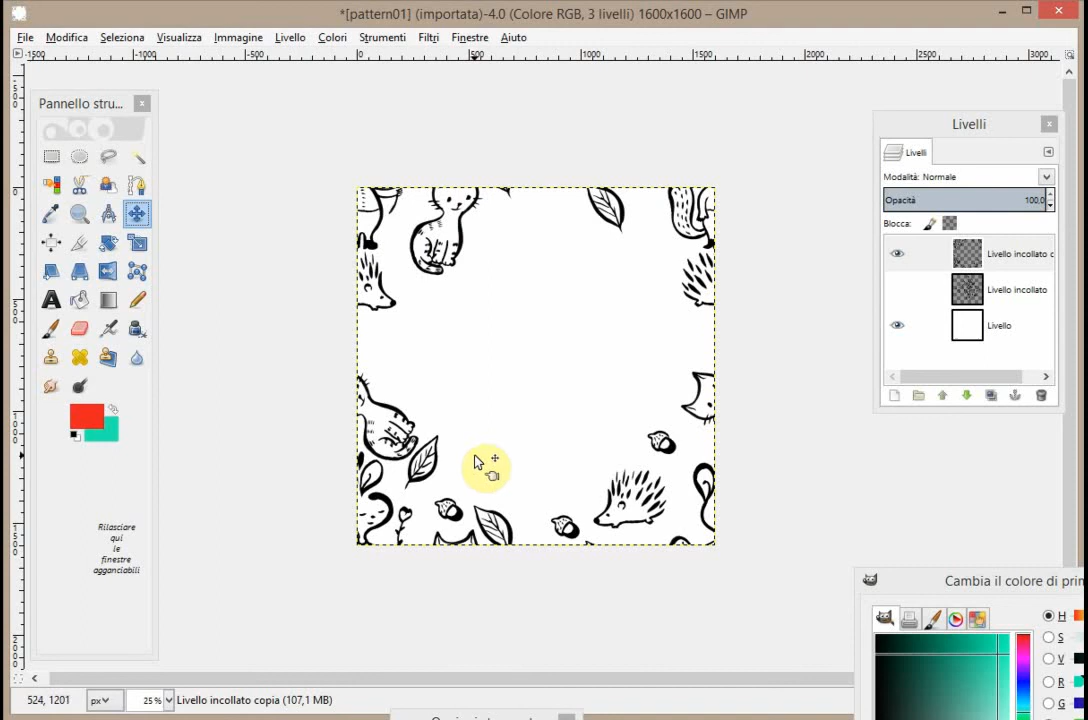 *[pattern01] (importata)-4.0 (Colore RGB, 3 livelli) 1600x1600 – GIMP
File Modifica Seleziona Visualizza Immagine Livello Colori Strumenti Filtri Finestre Aiuto
-1500 -1000 -500 0 500 1000 1500 2000 2500 3000
Pannello stru...
Livelli
Livelli
Modalità: Normale
Opacità 100,0
Blocca:
Livello incollato c
Livello incollato
Livello
Rilasciare
qui
le
finestre
agganciabili
Cambia il colore di prim
H
S
V
R
G
524, 1201 px 25% Livello incollato copia (107,1 MB)